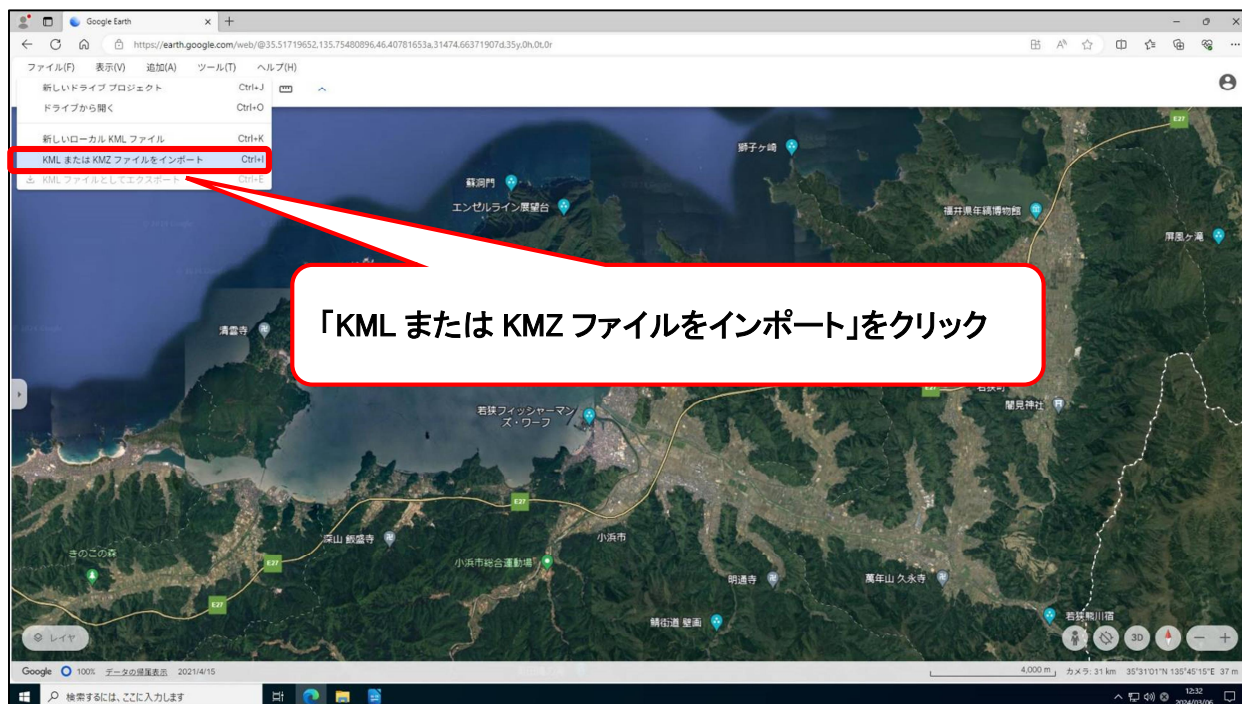 Google Earth
https://earth.google.com/web/@35.51719652,135.75480896,46.40781653a,31474.66371907d,35y,0h,0t,0r
ファイル(F) 表示(V) 追加(A) ツール(T) ヘルプ(H)
新しいドライブ プロジェクト Ctrl+J
ドライブから開く Ctrl+O
新しいローカル KML ファイル Ctrl+K
KML または KMZ ファイルをインポート Ctrl+I
KML ファイルとしてエクスポート Ctrl+E
E27
獅子ヶ崎
蘇洞門
エンゼルライン展望台
福井県年縞博物館
屏風ヶ滝
「KML または KMZ ファイルをインポート」をクリック
清雲寺
E27
若狭町
闇見神社
若狭フィッシャーマン
ズ・ワーフ
E27
深山 飯盛寺
小浜市
きのこの森
E27
小浜市総合運動場
明通寺
萬年山 久永寺
E27
鯖街道 壁画
若狭熊川宿
レイヤ
3D
Google 100% データの帰属表示 2021/4/15
4,000 m カメラ: 31 km 35°31'01"N 135°45'15"E 37 m
検索するには、ここに入力します
12:32
2024/03/06